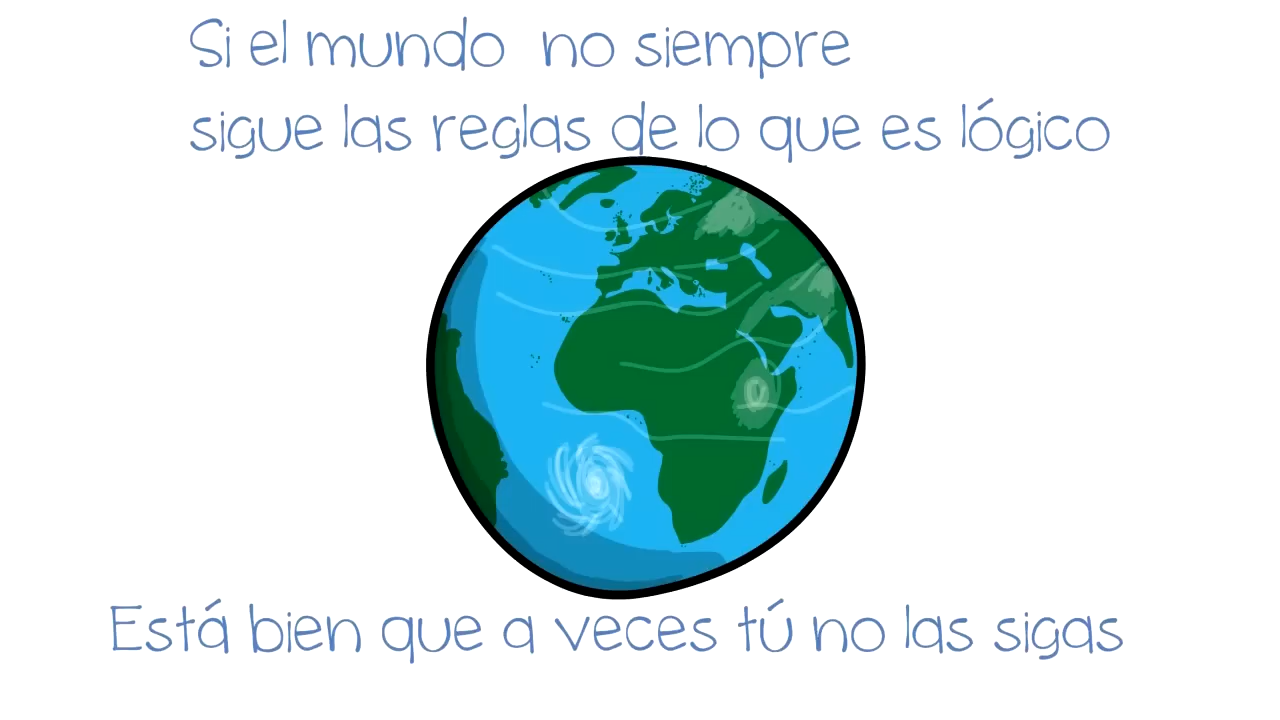 Si el mundo no siempre
sigue las reglas de lo que es lógico
Está bien que a veces tú no las sigas